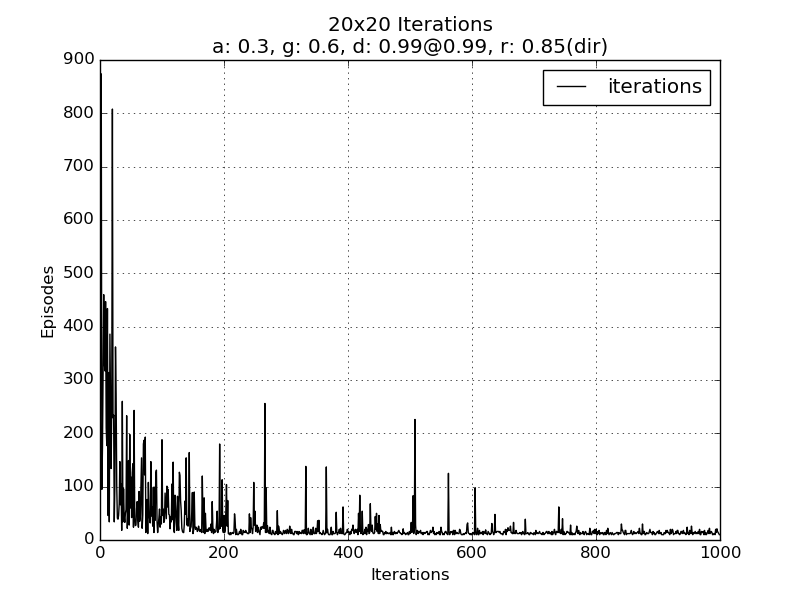 20x20 Iterations
a: 0.3, g: 0.6, d: 0.99@0.99, r: 0.85(dir)
iterations
900
800
700
600
500
400
300
200
100
0
Episodes
0 200 400 600 800 1000
Iterations